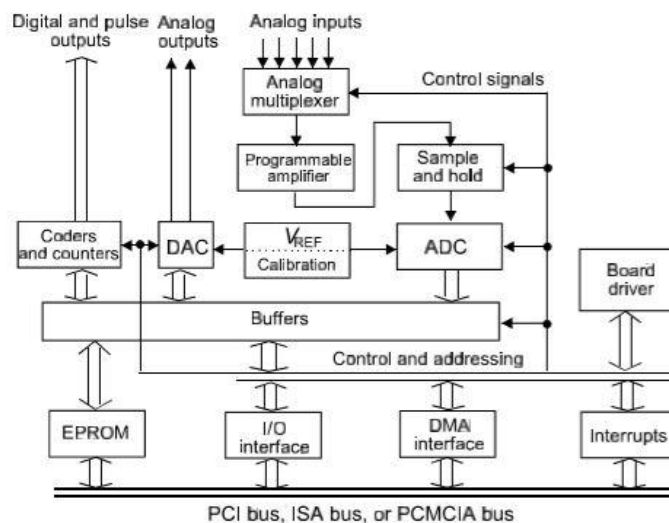 Digital and pulse
outputs
Analog
outputs
Analog inputs
Analog
multiplexer
Control signals
Programmable
amplifier
Sample
and hold
Coders
and counters
DAC
VREF
Calibration
ADC
Board
driver
Buffers
Control and addressing
EPROM
I/O
interface
DMA
interface
Interrupts
PCI bus, ISA bus, or PCMCIA bus